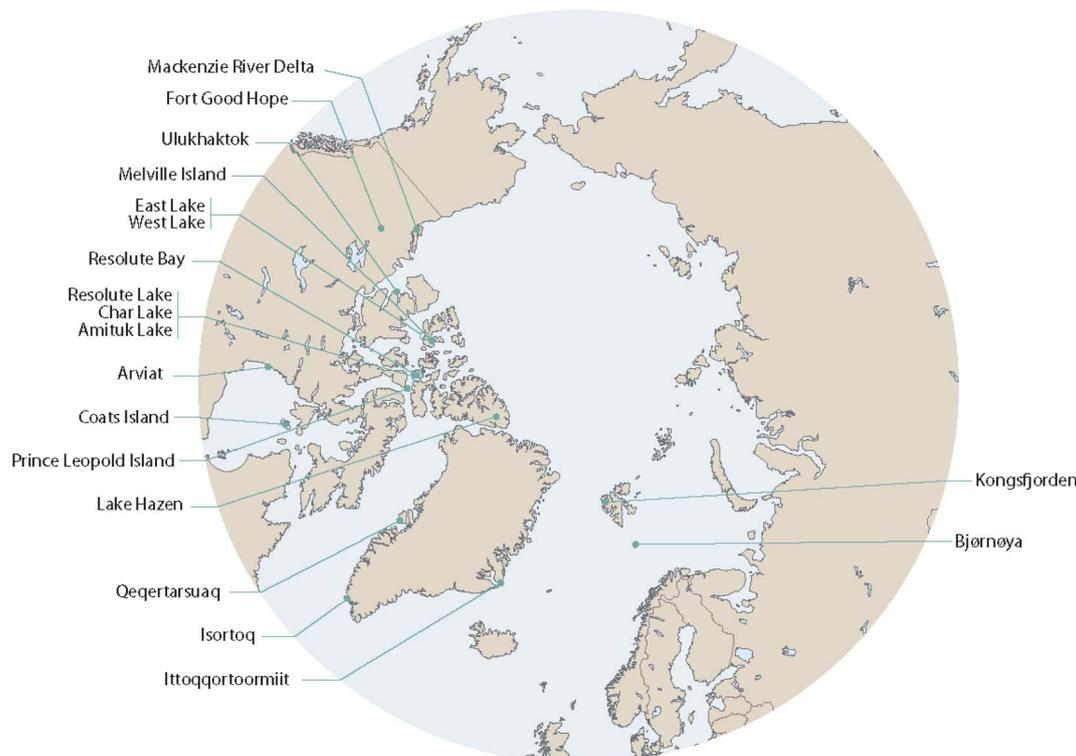 Mackenzie River Delta
Fort Good Hope
Ulukhaktok
Melville Island
East Lake
West Lake
Resolute Bay
Resolute Lake
Char Lake
Amituk Lake
Arviat
Coats Island
Prince Leopold Island
Lake Hazen
Kongsfjorden
Bjørnøya
Qeqertarsuaq
Isortoq
Ittoqqortoormiit